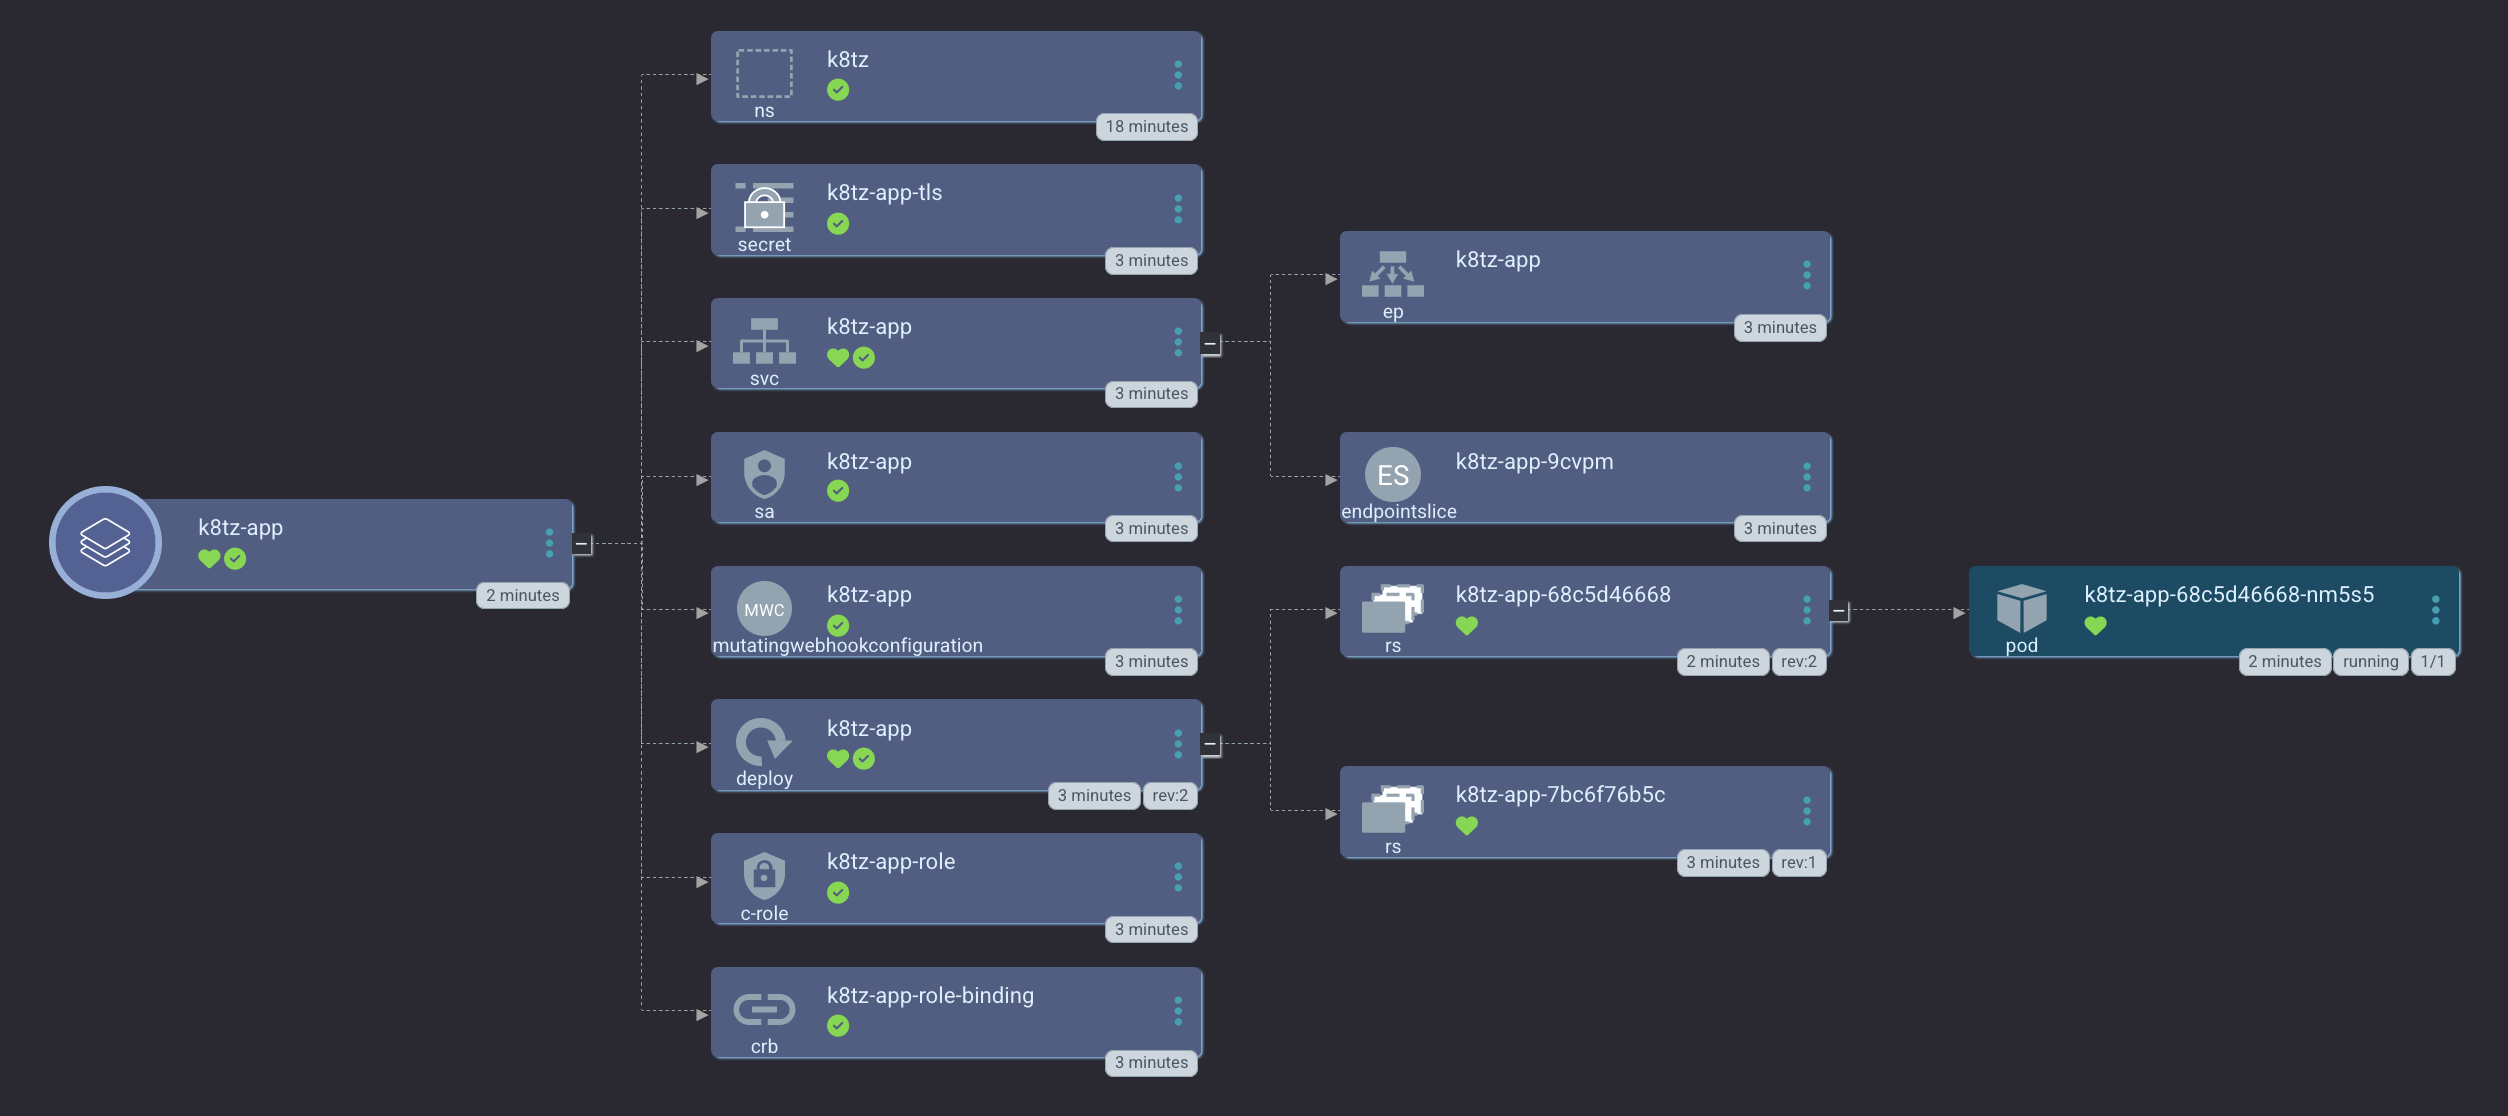 k8tz-app
2 minutes
k8tz
ns
18 minutes
k8tz-app-tls
secret
3 minutes
k8tz-app
svc
3 minutes
k8tz-app
sa
3 minutes
k8tz-app
MWC
mutatingwebhookconfiguration
3 minutes
k8tz-app
deploy
3 minutes rev:2
k8tz-app-role
c-role
3 minutes
k8tz-app-role-binding
crb
3 minutes
k8tz-app
ep
3 minutes
k8tz-app-9cvpm
ES
endpointslice
3 minutes
k8tz-app-68c5d46668
rs
2 minutes rev:2
k8tz-app-7bc6f76b5c
rs
3 minutes rev:1
k8tz-app-68c5d46668-nm5s5
pod
2 minutes running 1/1